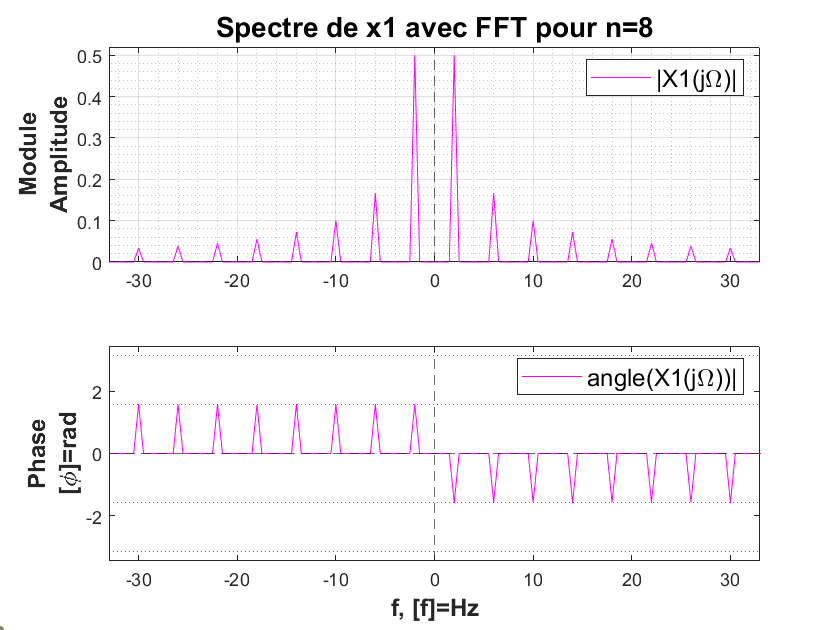 Spectre de x1 avec FFT pour n=8
Module
Amplitude
0.5
0.4
0.3
0.2
0.1
0
|X1(jΩ)|
-30 -20 -10 0 10 20 30
Phase
[ϕ]=rad
2
0
-2
angle(X1(jΩ))|
-30 -20 -10 0 10 20 30
f, [f]=Hz